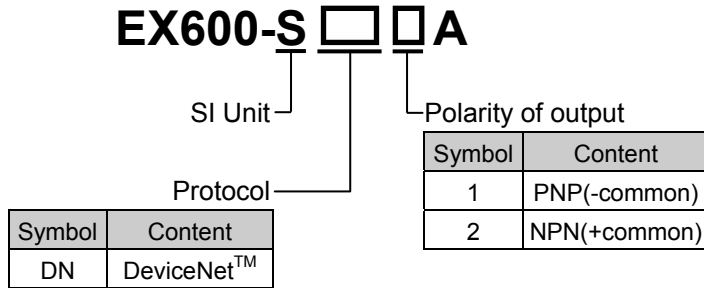 EX600-S □ □ A
SI Unit
Polarity of output
Symbol Content
1 PNP(-common)
2 NPN(+common)
Protocol
Symbol Content
DN DeviceNet™